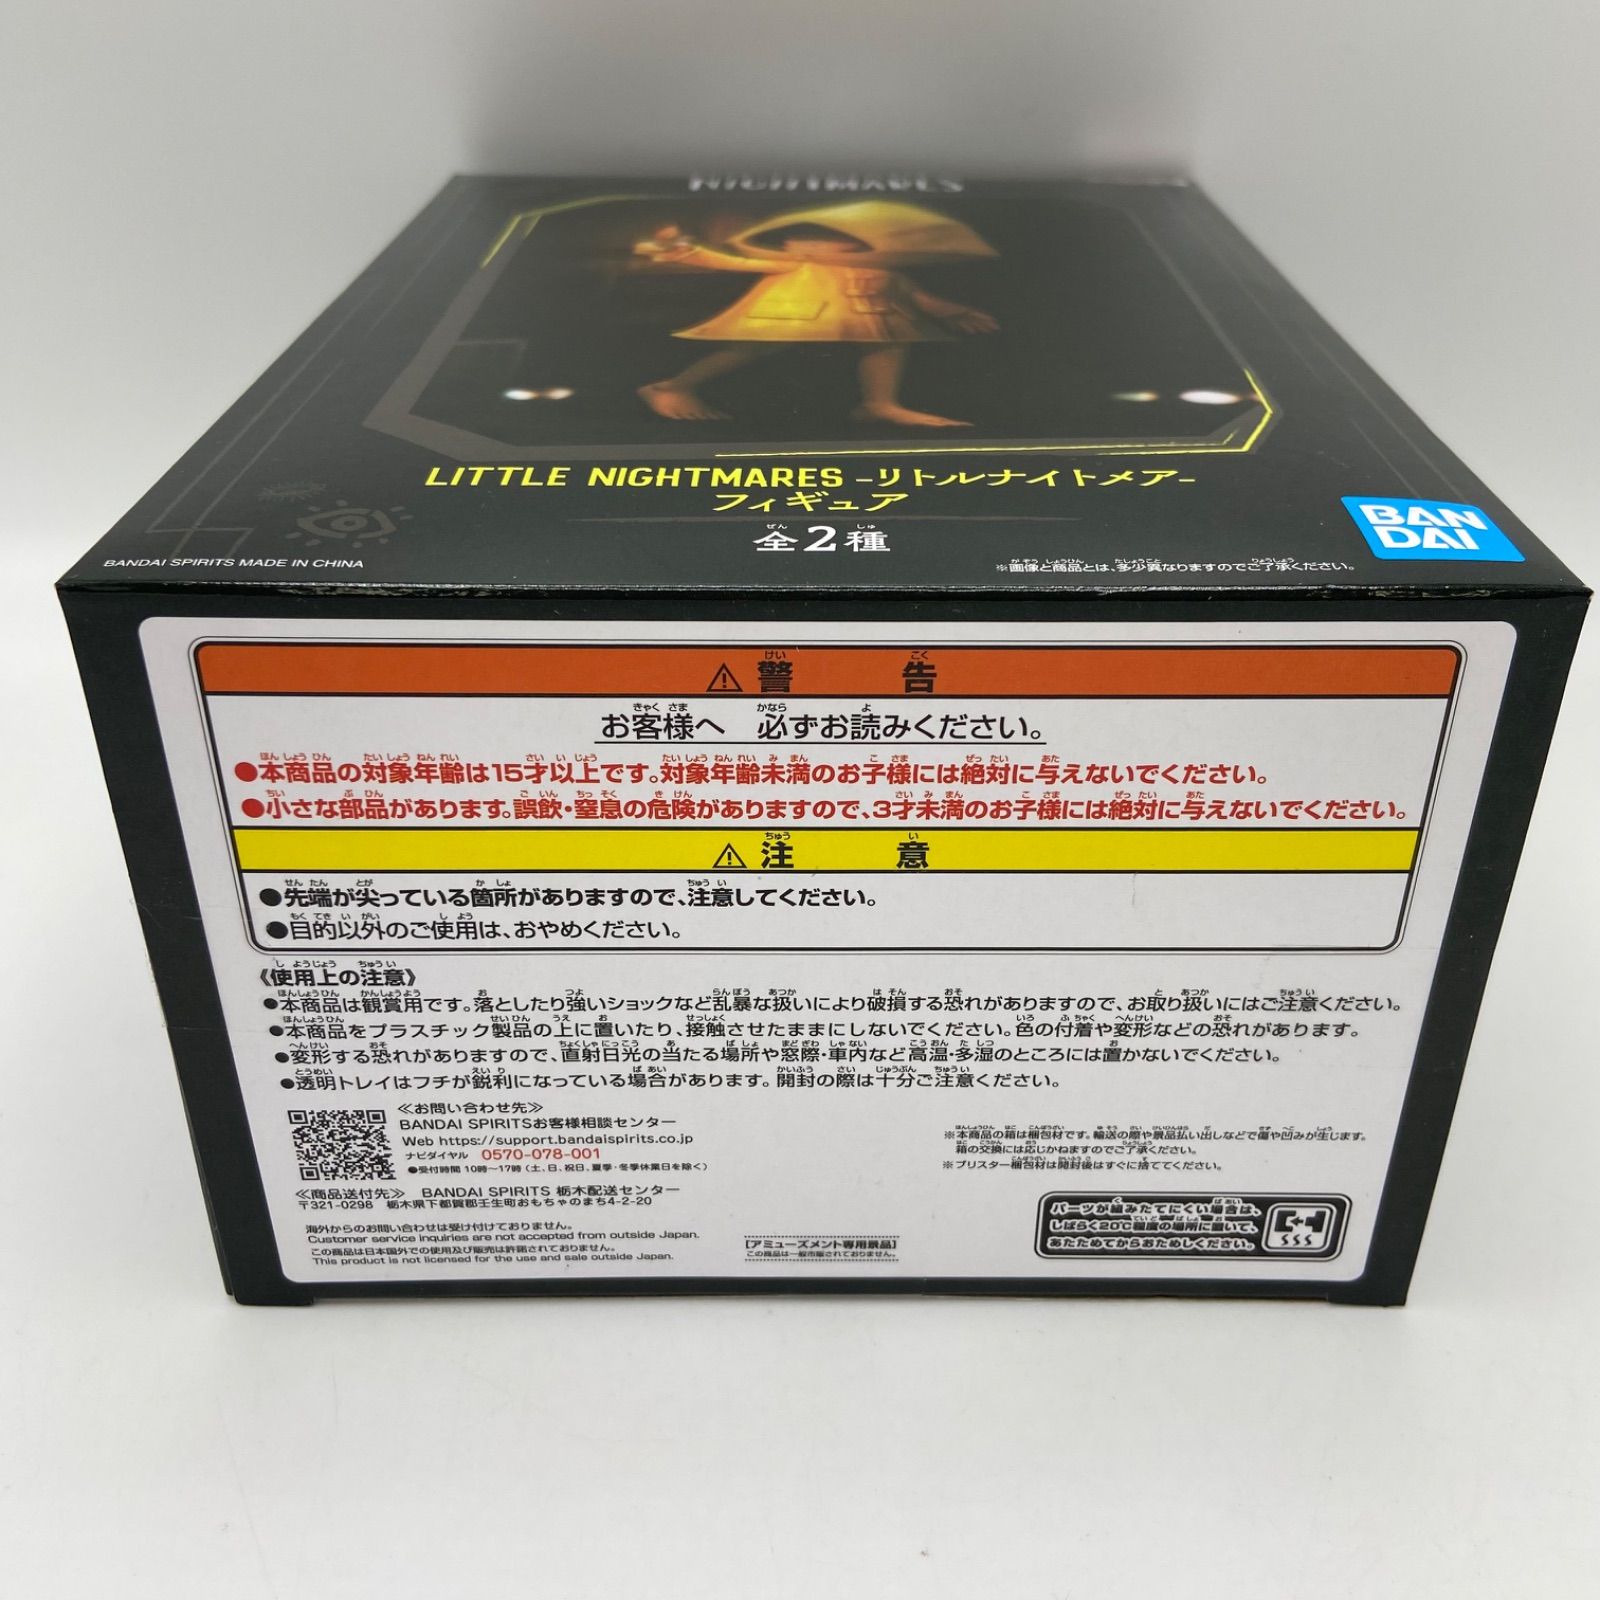 NIGHTMARES
LITTLE NIGHTMARES -リトルナイトメア-
フィギュア
全2種
BANDAI SPIRITS MADE IN CHINA
※画像と商品とは、多少異なりますのでご了承ください。
BAN
DAI
⚠警告
お客様へ 必ずお読みください。
●本商品の対象年齢は15才以上です。対象年齢未満のお子様には絶対に与えないでください。
●小さな部品があります。誤飲・窒息の危険がありますので、3才未満のお子様には絶対に与えないでください。
⚠注意
●先端が尖っている箇所がありますので、注意してください。
●目的以外のご使用は、おやめください。
《使用上の注意》
●本商品は観賞用です。落としたり強いショックなど乱暴な扱いにより破損する恐れがありますので、お取り扱いにはご注意ください。
●本商品をプラスチック製品の上に置いたり、接触させたままにしないでください。色の付着や変形などの恐れがあります。
●変形する恐れがありますので、直射日光の当たる場所や窓際・車内など高温・多湿のところには置かないでください。
●透明トレイはフチが鋭利になっている場合があります。開封の際は十分ご注意ください。
≪お問い合わせ先≫
BANDAI SPIRITSお客様相談センター
Web https://support.bandaispirits.co.jp
ナビダイヤル 0570-078-001
●受付時間 10時～17時(土、日、祝日、夏季・冬季休業日を除く)
≪商品送付先≫ BANDAI SPIRITS 栃木配送センター
〒321-0298 栃木県下都賀郡壬生町おもちゃのまち4-2-20
海外からのお問い合わせは受け付けておりません。
Customer service inquiries are not accepted from outside Japan.
この商品は日本国外での使用及び販売は許諾されておりません。
This product is not licensed for the use and sale outside Japan.
※本商品の箱は梱包材です。輸送の際や景品払い出しなどで傷や凹みが生じます。
箱の交換には応じかねますのでご了承ください。
※ブリスター梱包材は開封後はすぐに捨ててください。
[アミューズメント専用景品]
この商品は一般市販されておりません。
パーツが組みたてにくい場合は、
しばらく20℃程度の場所に置いて、
あたためてからおためしください。